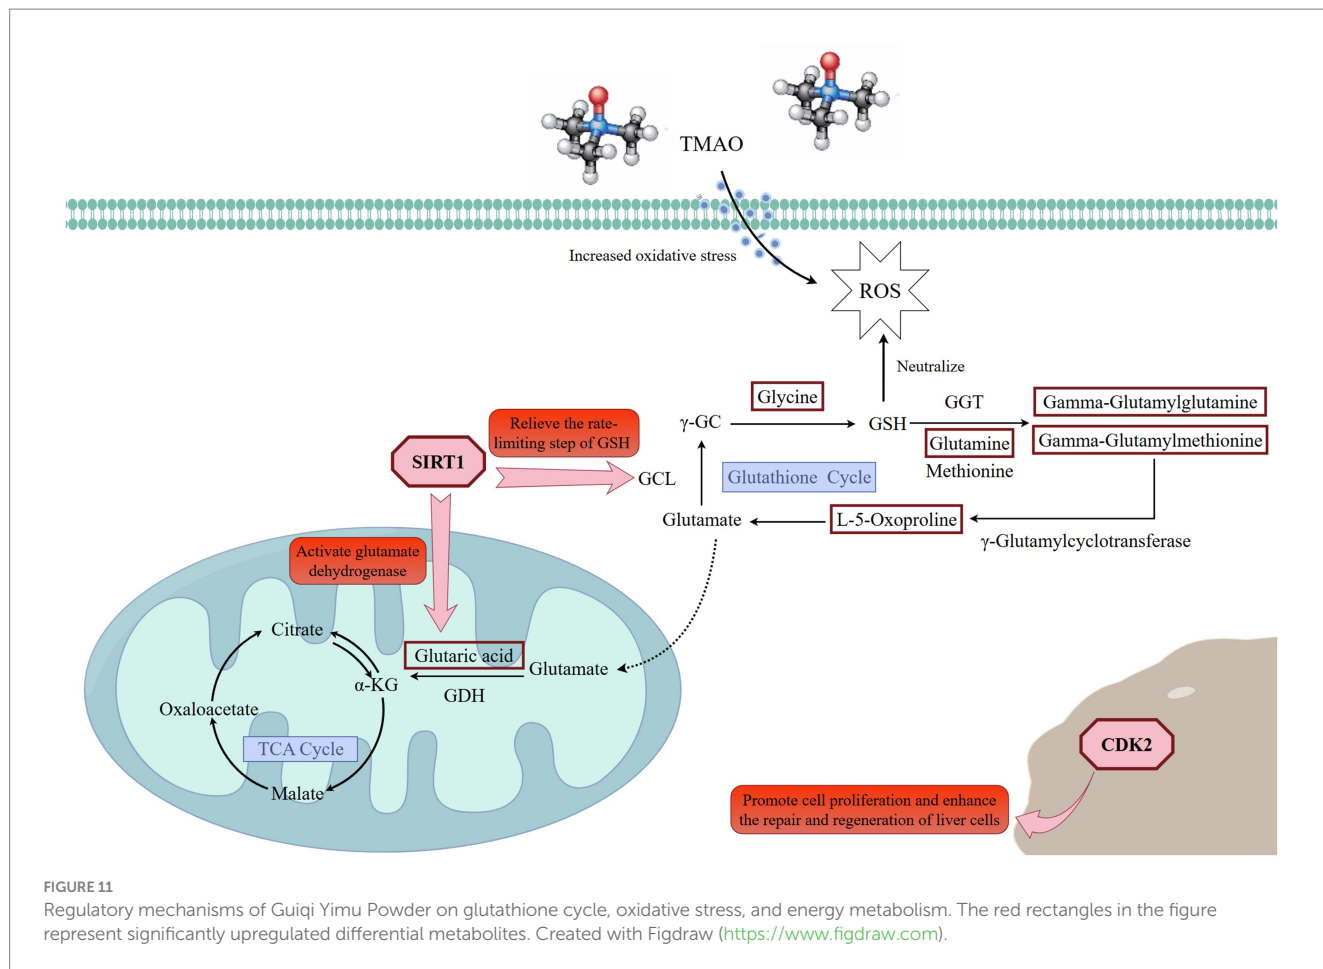 TMAO
Increased oxidative stress
ROS
Neutralize
Glycine
GGT
Gamma-Glutamylglutamine
Relieve the rate-
limiting step of GSH
γ-GC
GSH
Glutamine
Gamma-Glutamylmethionine
SIRT1
Methionine
GCL
Glutathione Cycle
Glutamate
L-5-Oxoproline
γ-Glutamylcyclotransferase
Activate glutamate
dehydrogenase
Citrate
Glutaric acid
Glutamate
α-KG
GDH
Oxaloacetate
TCA Cycle
Malate
CDK2
Promote cell proliferation and enhance
the repair and regeneration of liver cells
FIGURE 11
Regulatory mechanisms of Guiqi Yimu Powder on glutathione cycle, oxidative stress, and energy metabolism. The red rectangles in the figure
represent significantly upregulated differential metabolites. Created with Figdraw (https://www.figdraw.com).